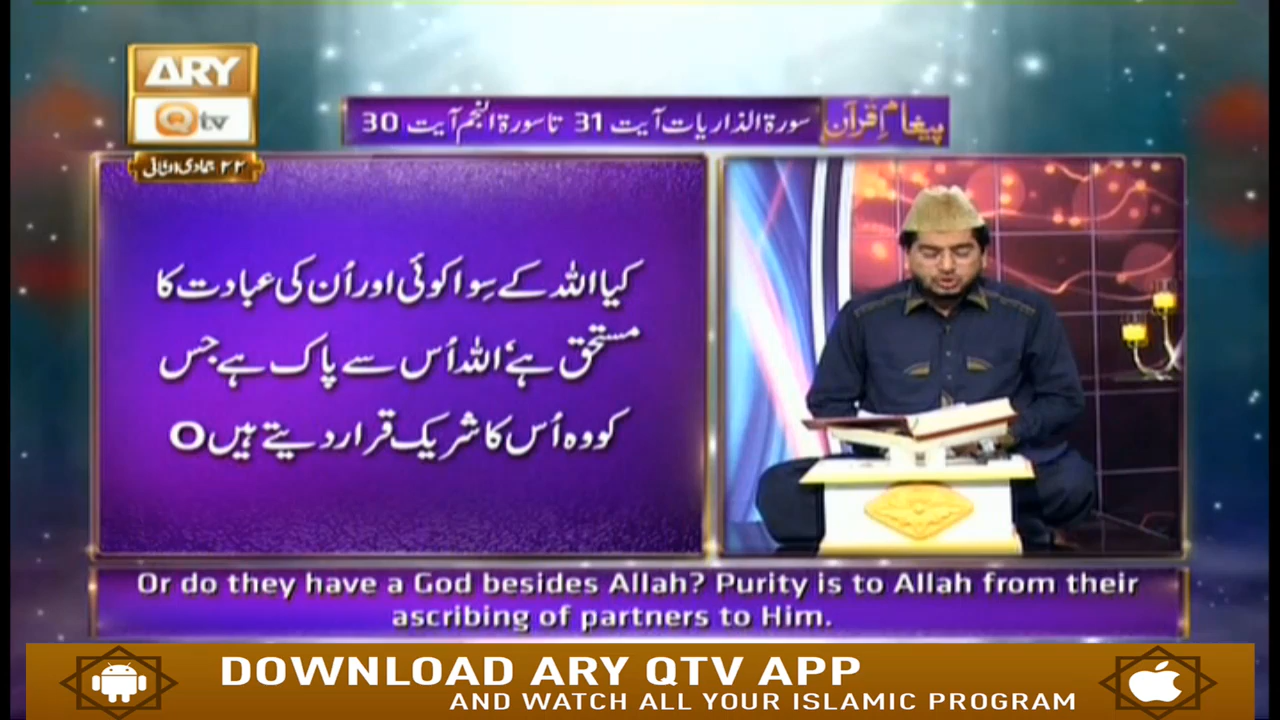 ARY
Qtv
۲۲ جمادی الثانی
پیغامِ قرآن
سورۃ الذاریات آیت 31 تا سورۃ النجم آیت 30
کیا اللہ کے سِوا کوئی اور اُن کی عبادت کا
مستحق ہے‘ اللہ اُس سے پاک ہے جس
کو وہ اُس کا شریک قرار دیتے ہیں O
Or do they have a God besides Allah? Purity is to Allah from their
ascribing of partners to Him.
DOWNLOAD ARY QTV APP
AND WATCH ALL YOUR ISLAMIC PROGRAM